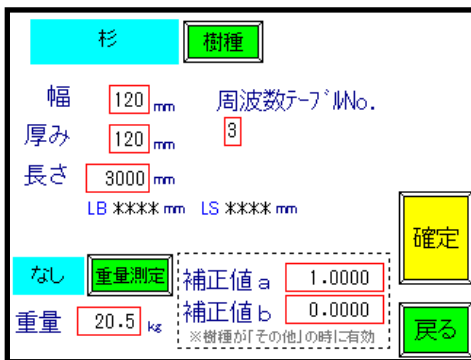 杉 樹種
幅 120 mm 周波数ﾃｰﾌﾞﾙNo.
厚み 120 mm 3
長さ 3000 mm
LB **** mm LS **** mm
確定
なし 重量測定 補正値a 1.0000
重量 20.5 kg 補正値b 0.0000
※樹種が「その他」の時に有効
戻る